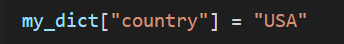 my_dict["country"] = "USA"